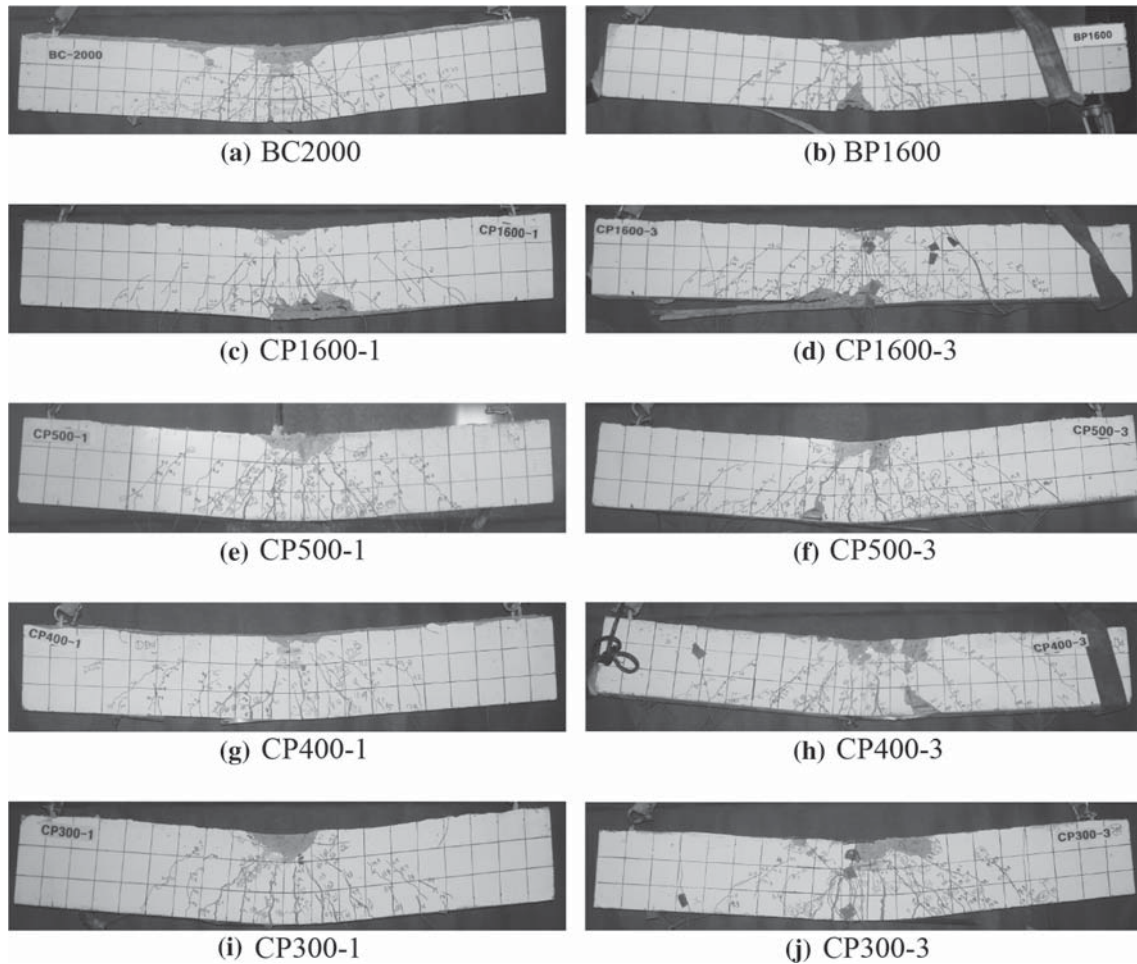 BC-2000
BP1600
(a) BC2000
(b) BP1600
CP1600-1
CP1600-3
(c) CP1600-1
(d) CP1600-3
CP500-1
CP500-3
(e) CP500-1
(f) CP500-3
CP400-1
CP400-3
(g) CP400-1
(h) CP400-3
CP300-1
CP300-3
(i) CP300-1
(j) CP300-3